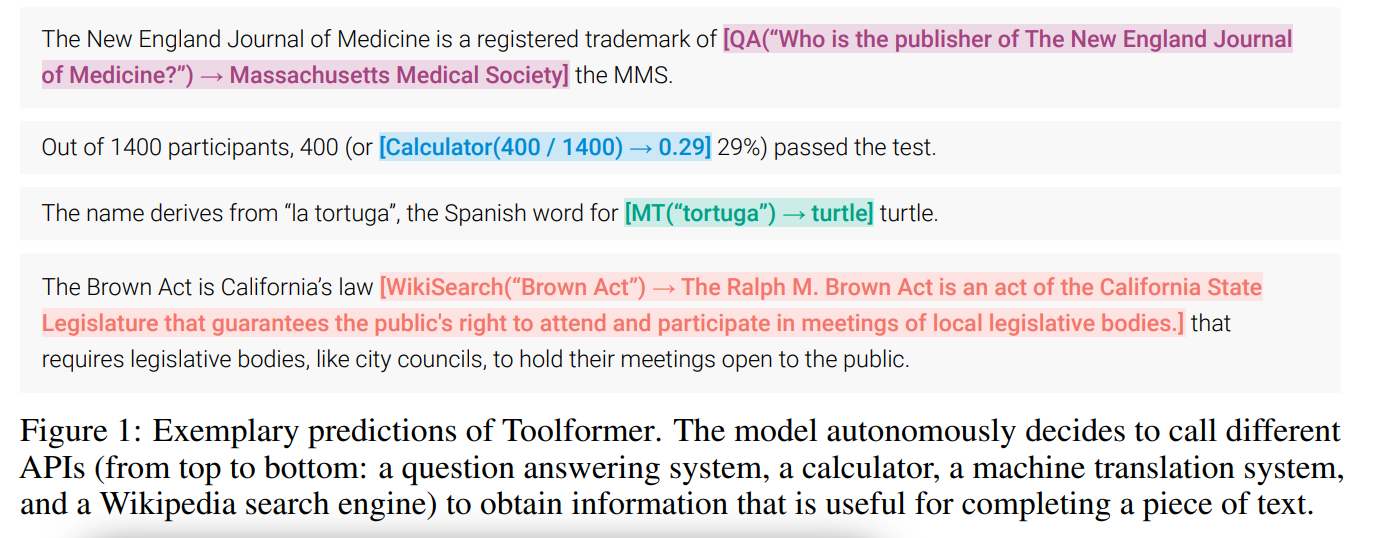 The New England Journal of Medicine is a registered trademark of [QA(“Who is the publisher of The New England Journal
of Medicine?”) → Massachusetts Medical Society] the MMS.
Out of 1400 participants, 400 (or [Calculator(400 / 1400) → 0.29] 29%) passed the test.
The name derives from “la tortuga”, the Spanish word for [MT(“tortuga”) → turtle] turtle.
The Brown Act is California’s law [WikiSearch(“Brown Act”) → The Ralph M. Brown Act is an act of the California State
Legislature that guarantees the public's right to attend and participate in meetings of local legislative bodies.] that
requires legislative bodies, like city councils, to hold their meetings open to the public.
Figure 1: Exemplary predictions of Toolformer. The model autonomously decides to call different
APIs (from top to bottom: a question answering system, a calculator, a machine translation system,
and a Wikipedia search engine) to obtain information that is useful for completing a piece of text.